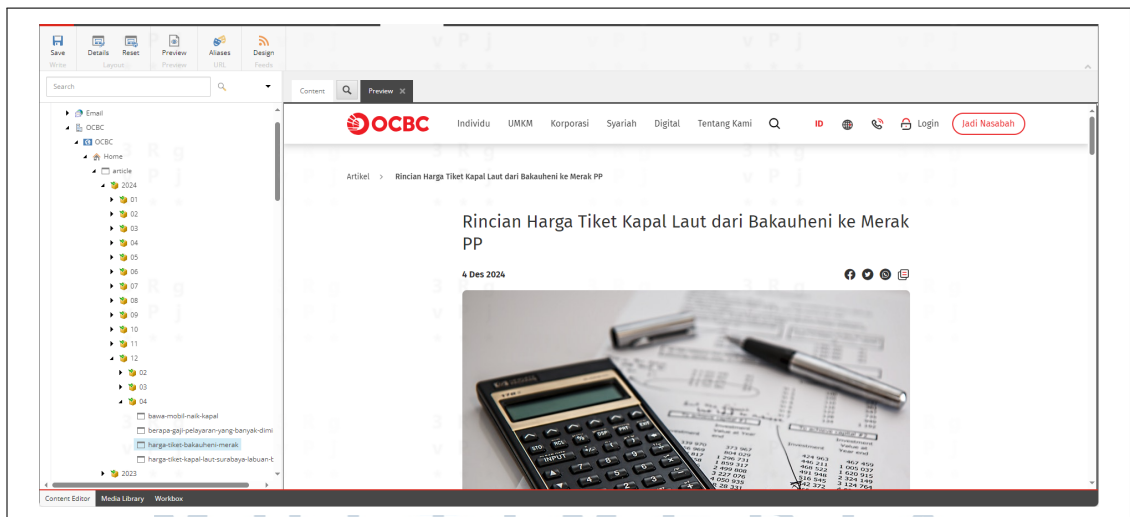 Save Details Reset Preview Aliases Design
Write Layout Preview URL Feeds
Search
Content Preview
Email
OCBC
OCBC
Home
article
2024
01
02
03
04
05
06
07
08
09
10
11
12
02
03
04
bawa-mobil-naik-kapal
berapa-gaji-pelayaran-yang-banyak-dimi
harga-tiket-bakauheni-merak
harga-tiket-kapal-laut-surabaya-labuan-b
2023
OCBC Individu UMKM Korporasi Syariah Digital Tentang Kami ID Login Jadi Nasabah
Artikel > Rincian Harga Tiket Kapal Laut dari Bakauheni ke Merak PP
Rincian Harga Tiket Kapal Laut dari Bakauheni ke Merak
PP
4 Des 2024
INPUT
Content Editor Media Library Workbox